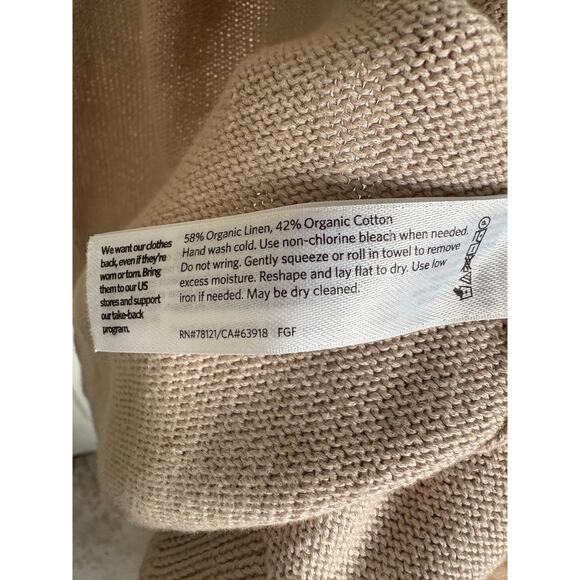 We want our clothes
back, even if they're
worn or torn. Bring
them to our US
stores and support
our take-back
program.
58% Organic Linen, 42% Organic Cotton
Hand wash cold. Use non-chlorine bleach when needed.
Do not wring. Gently squeeze or roll in towel to remove
excess moisture. Reshape and lay flat to dry. Use low
iron if needed. May be dry cleaned.
RN#78121/CA#63918 FGF